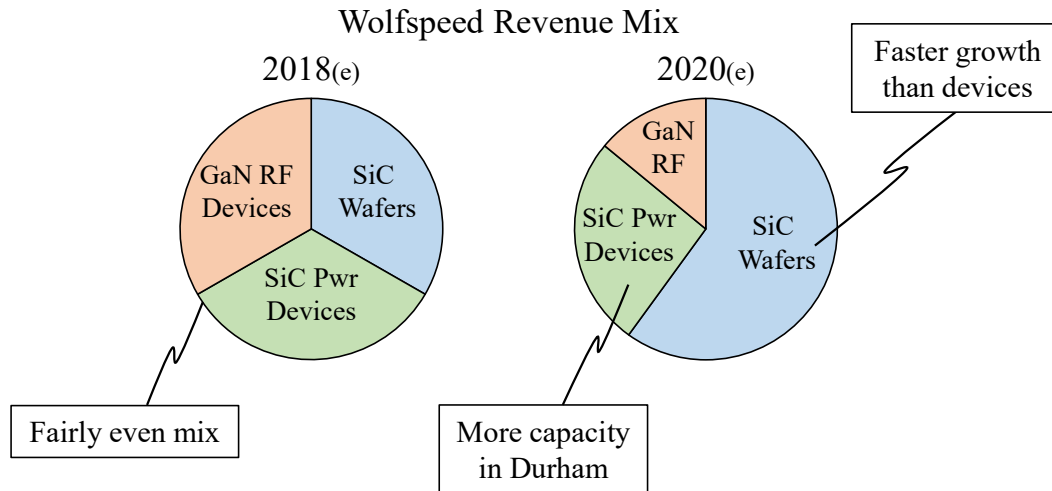 Wolfspeed Revenue Mix
2018(e)
GaN RF
Devices
SiC
Wafers
SiC Pwr
Devices
Fairly even mix
2020(e)
GaN
RF
SiC Pwr
Devices
SiC
Wafers
Faster growth
than devices
More capacity
in Durham